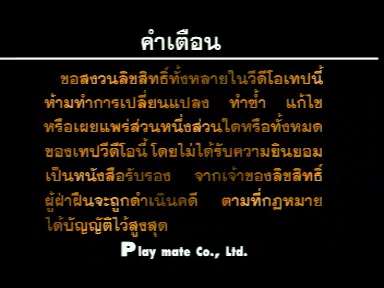 คำเตือน
ขอสงวนลิขสิทธิ์ทั้งหลายในวีดีโอเทปนี้
ห้ามทำการเปลี่ยนแปลง ทำซ้ำ แก้ไข
หรือเผยแพร่ส่วนหนึ่งส่วนใดหรือทั้งหมด
ของเทปวีดีโอนี้ โดยไม่ได้รับความยินยอม
เป็นหนังสือรับรอง จากเจ้าของลิขสิทธิ์
ผู้ฝ่าฝืนจะถูกดำเนินคดี ตามที่กฎหมาย
ได้บัญญัติไว้สูงสุด
Play mate Co., Ltd.